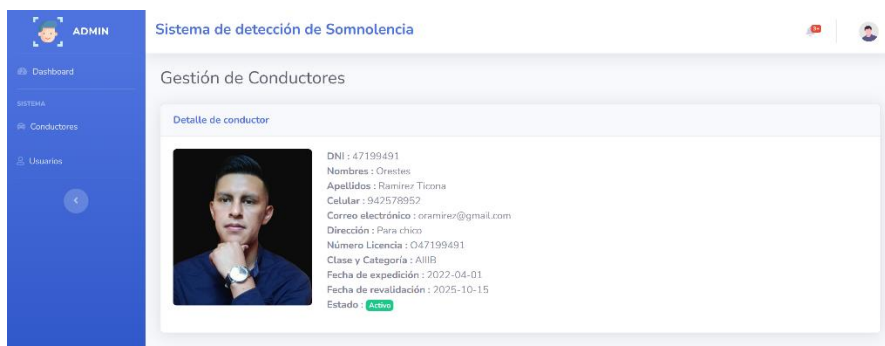 ADMIN
Sistema de detección de Somnolencia
3+
Dashboard
SISTEMA
Conductores
Usuarios
Gestión de Conductores
Detalle de conductor
DNI : 47199491
Nombres : Orestes
Apellidos : Ramirez Ticona
Celular : 942578952
Correo electrónico : oramirez@gmail.com
Dirección : Para chico
Número Licencia : O47199491
Clase y Categoría : AIIIB
Fecha de expedición : 2022-04-01
Fecha de revalidación : 2025-10-15
Estado : Activo